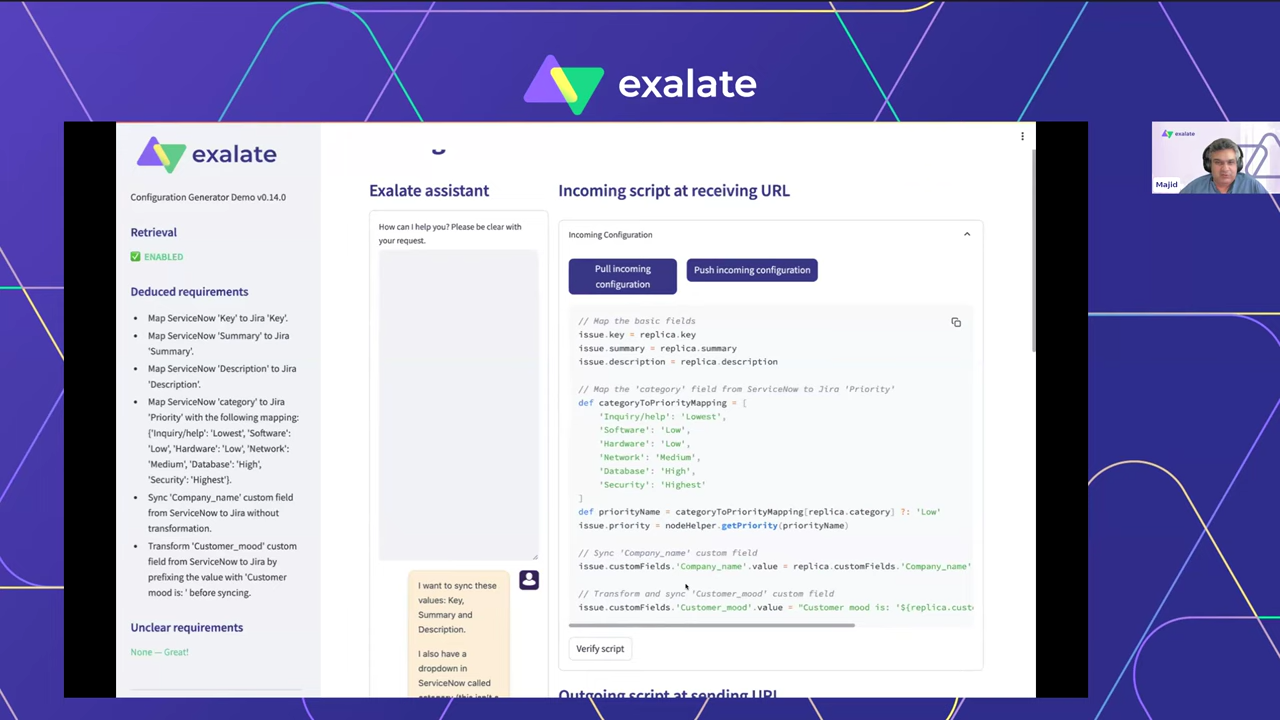 exalate
exalate
Majid
exalate
Configuration Generator Demo v0.14.0
Retrieval
✅ ENABLED
Deduced requirements
• Map ServiceNow 'Key' to Jira 'Key'.
• Map ServiceNow 'Summary' to Jira
'Summary'.
• Map ServiceNow 'Description' to Jira
'Description'.
• Map ServiceNow 'category' to Jira
'Priority' with the following mapping:
{'Inquiry/help': 'Lowest', 'Software':
'Low', 'Hardware': 'Low', 'Network':
'Medium', 'Database': 'High',
'Security': 'Highest'}.
• Sync 'Company_name' custom field
from ServiceNow to Jira without
transformation.
• Transform 'Customer_mood' custom
field from ServiceNow to Jira by
prefixing the value with 'Customer
mood is: ' before syncing.
Unclear requirements
None — Great!
Exalate assistant
How can I help you? Please be clear with
your request.
I want to sync these
values: Key,
Summary and
Description.
I also have a
dropdown in
ServiceNow called
Incoming script at receiving URL
Incoming Configuration
Pull incoming
configuration
Push incoming configuration
// Map the basic fields
issue.key = replica.key
issue.summary = replica.summary
issue.description = replica.description
// Map the 'category' field from ServiceNow to Jira 'Priority'
def categoryToPriorityMapping = [
'Inquiry/help': 'Lowest',
'Software': 'Low',
'Hardware': 'Low',
'Network': 'Medium',
'Database': 'High',
'Security': 'Highest'
]
def priorityName = categoryToPriorityMapping[replica.category] ?: 'Low'
issue.priority = nodeHelper.getPriority(priorityName)
// Sync 'Company_name' custom field
issue.customFields.'Company_name'.value = replica.customFields.'Company_name'
// Transform and sync 'Customer_mood' custom field
issue.customFields.'Customer_mood'.value = "Customer mood is: '${replica.custo
Verify script
Outgoing script at sending URL